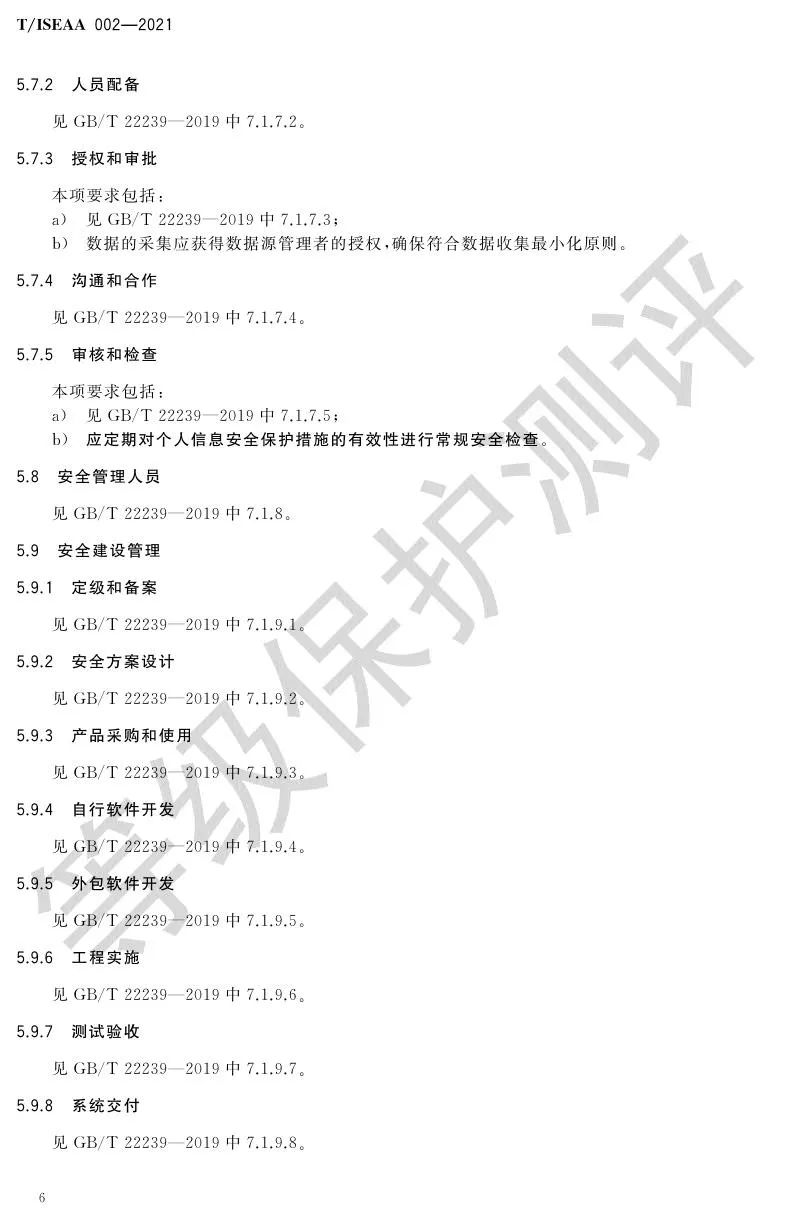 T/ISEAA 002—2021
5.7.2 人员配备
见 GB/T 22239—2019 中 7.1.7.2。
5.7.3 授权和审批
本项要求包括：
a） 见 GB/T 22239—2019 中 7.1.7.3；
b） 数据的采集应获得数据源管理者的授权，确保符合数据收集最小化原则。
5.7.4 沟通和合作
见 GB/T 22239—2019 中 7.1.7.4。
5.7.5 审核和检查
本项要求包括：
a） 见 GB/T 22239—2019 中 7.1.7.5；
b） 应定期对个人信息安全保护措施的有效性进行常规安全检查。
5.8 安全管理人员
见 GB/T 22239—2019 中 7.1.8。
5.9 安全建设管理
5.9.1 定级和备案
见 GB/T 22239—2019 中 7.1.9.1。
5.9.2 安全方案设计
见 GB/T 22239—2019 中 7.1.9.2。
5.9.3 产品采购和使用
见 GB/T 22239—2019 中 7.1.9.3。
5.9.4 自行软件开发
见 GB/T 22239—2019 中 7.1.9.4。
5.9.5 外包软件开发
见 GB/T 22239—2019 中 7.1.9.5。
5.9.6 工程实施
见 GB/T 22239—2019 中 7.1.9.6。
5.9.7 测试验收
见 GB/T 22239—2019 中 7.1.9.7。
5.9.8 系统交付
见 GB/T 22239—2019 中 7.1.9.8。
6
等级保护测评